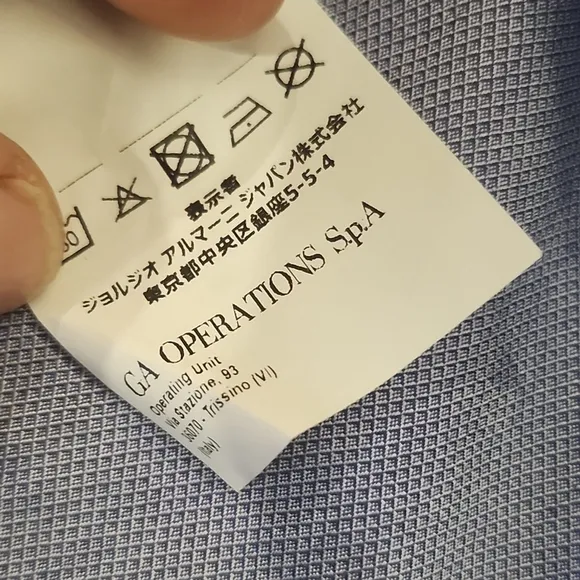 表示者
ジョルジオ アルマーニ ジャパン株式会社
東京都中央区銀座5-5-4
GA OPERATIONS S.p.A
Operating Unit
Via Stazione, 93
36070 - Trissino (VI)
(Italy)